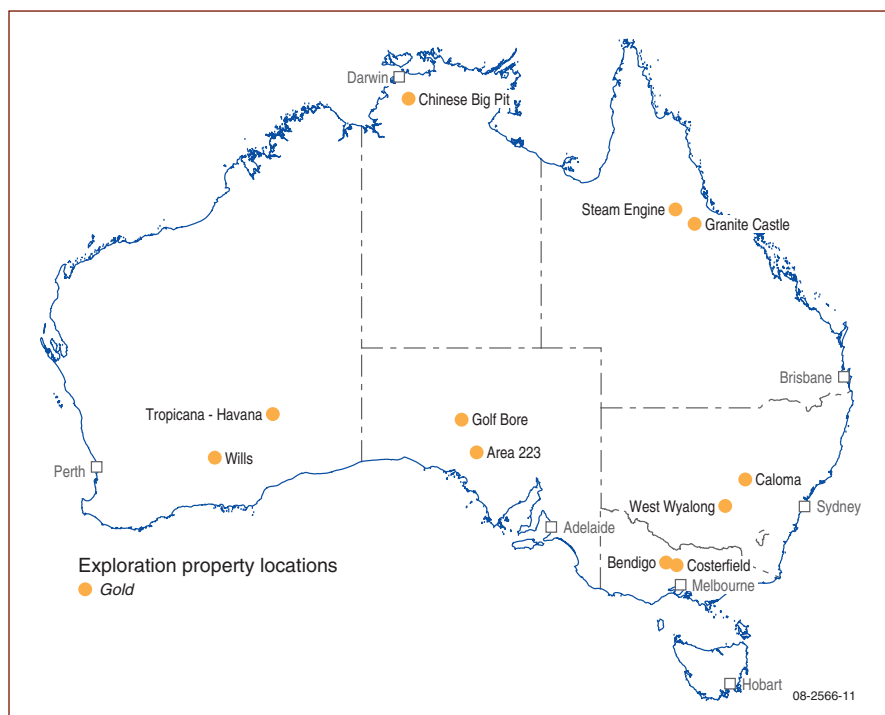 Darwin
Chinese Big Pit
Steam Engine
Granite Castle
Brisbane
Tropicana - Havana
Golf Bore
Wills
Area 223
Perth
Caloma
West Wyalong
Sydney
Adelaide
Exploration property locations
Gold
Bendigo
Costerfield
Melbourne
Hobart
08-2566-11